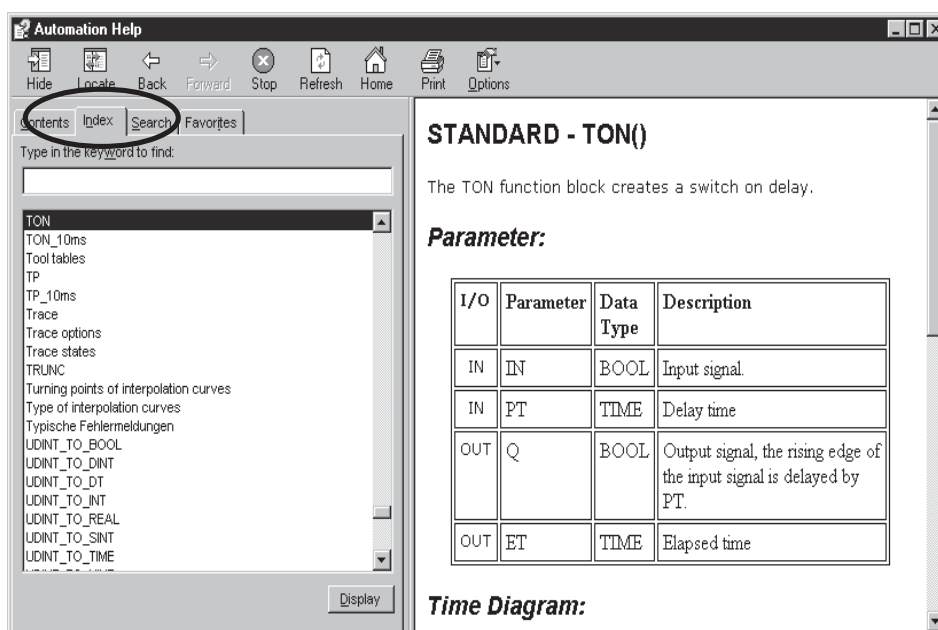 Automation Help
Hide Locate Back Forward Stop Refresh Home Print Options
Contents Index Search Favorites
Type in the keyword to find:
TON
TON_10ms
Tool tables
TP
TP_10ms
Trace
Trace options
Trace states
TRUNC
Turning points of interpolation curves
Type of interpolation curves
Typische Fehlermeldungen
UDINT_TO_BOOL
UDINT_TO_DINT
UDINT_TO_DT
UDINT_TO_INT
UDINT_TO_REAL
UDINT_TO_SINT
UDINT_TO_TIME
Display
STANDARD - TON()
The TON function block creates a switch on delay.
Parameter:
I/O Parameter Data Type Description
IN IN BOOL Input signal.
IN PT TIME Delay time
OUT Q BOOL Output signal, the rising edge of
the input signal is delayed by
PT.
OUT ET TIME Elapsed time
Time Diagram: